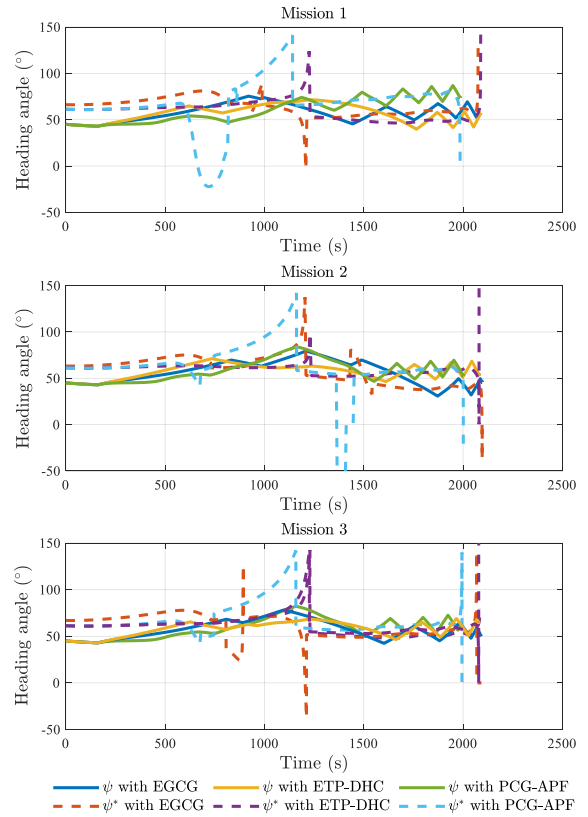 Mission 1
150
100
50
0
-50
Heading angle (°)
0 500 1000 1500 2000 2500
Time (s)
Mission 2
150
100
50
0
-50
Heading angle (°)
0 500 1000 1500 2000 2500
Time (s)
Mission 3
150
100
50
0
-50
Heading angle (°)
0 500 1000 1500 2000 2500
Time (s)
ψ with EGCG ψ with ETP-DHC ψ with PCG-APF
ψ* with EGCG ψ* with ETP-DHC ψ* with PCG-APF